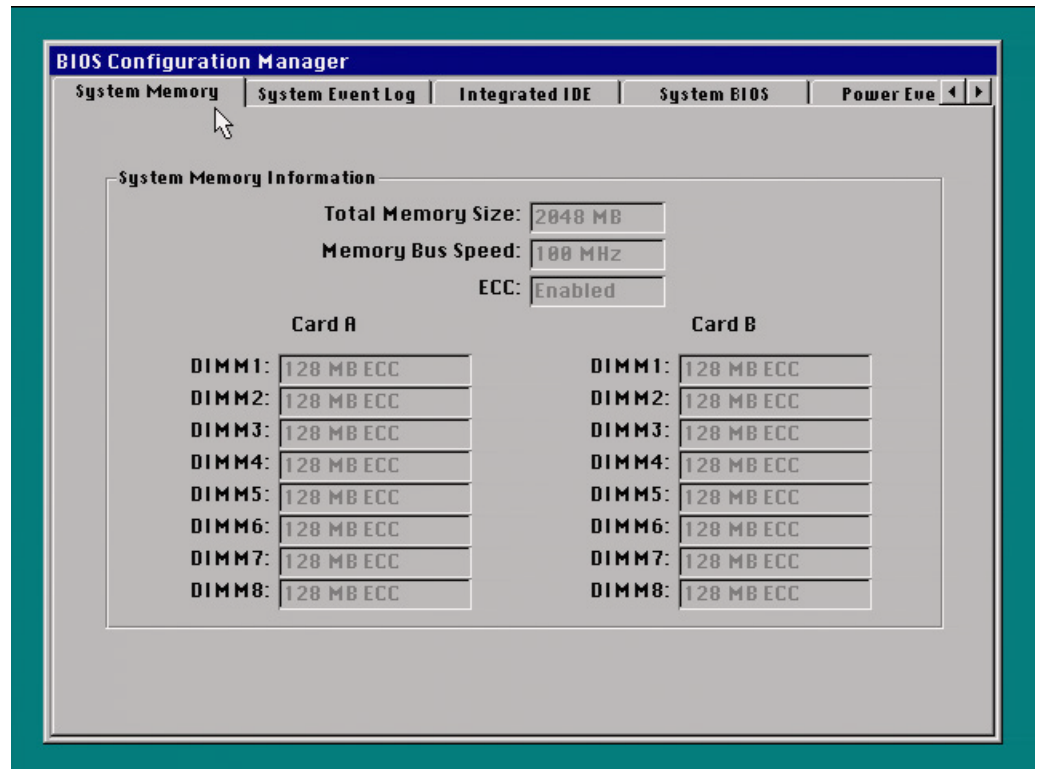 BIOS Configuration Manager
System Memory System Event Log Integrated IDE System BIOS Power Eve
System Memory Information
Total Memory Size: 2048 MB
Memory Bus Speed: 100 MHz
ECC: Enabled
Card A Card B
DIMM1: 128 MB ECC DIMM1: 128 MB ECC
DIMM2: 128 MB ECC DIMM2: 128 MB ECC
DIMM3: 128 MB ECC DIMM3: 128 MB ECC
DIMM4: 128 MB ECC DIMM4: 128 MB ECC
DIMM5: 128 MB ECC DIMM5: 128 MB ECC
DIMM6: 128 MB ECC DIMM6: 128 MB ECC
DIMM7: 128 MB ECC DIMM7: 128 MB ECC
DIMM8: 128 MB ECC DIMM8: 128 MB ECC